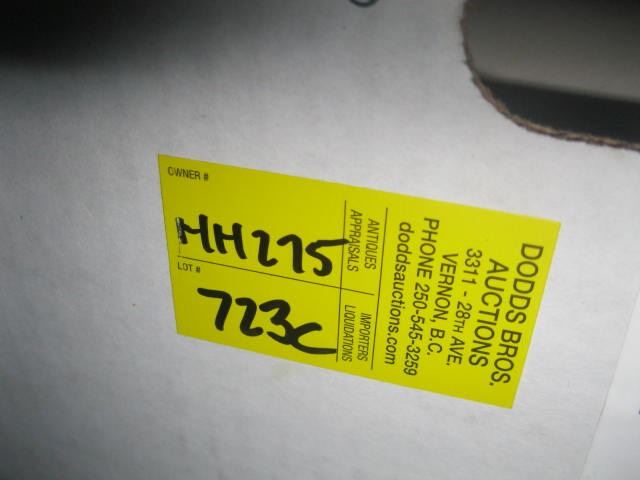 OWNER #
HH275
LOT #
723C
ANTIQUES
APPRAISALS
IMPORTERS
LIQUIDATIONS
DODDS BROS.
AUCTIONS
3311 - 28TH AVE.
VERNON, B.C.
PHONE 250-545-3259
doddsauctions.com